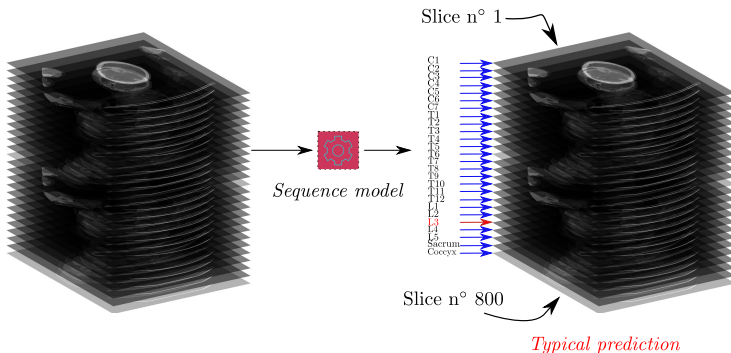 Slice n° 1
C1
C2
C3
C4
C5
C6
C7
T1
T2
T3
T4
T5
T6
T7
T8
T9
T10
T11
T12
L1
L2
L3
L4
L5
Sacrum
Coccyx
Sequence model
Slice n° 800
Typical prediction